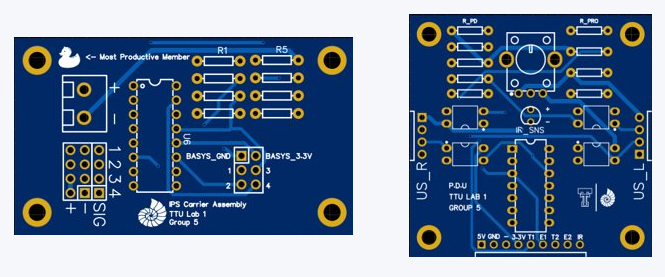 <- Most Productive Member
R1
R5
+
-
U6
BASYS_GND
BASYS_3.3V
1
2
3
4
1
2
3
4
+
-
SIG
IPS Carrier Assembly
TTU Lab 1
Group 5
R_PD
R_PRO
+
-
IR_SNS
US_R
US_L
P.D.U
TTU LAB 1
GROUP 5
5V GND - 3.3V T1 E1 T2 E2 IR